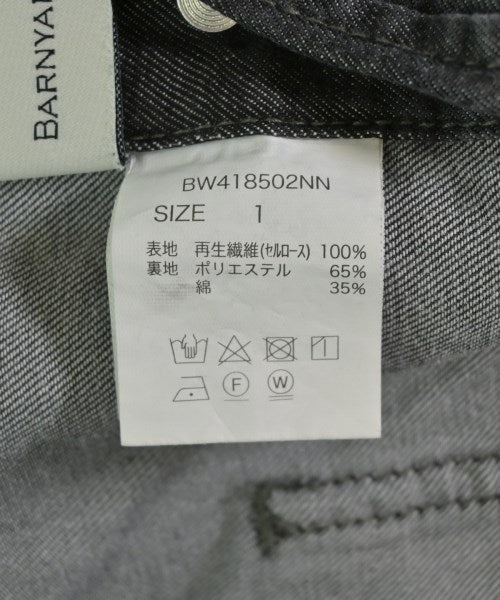 BARNYA
BW418502NN
SIZE 1
表地 再生繊維(セルロース) 100%
裏地 ポリエステル 65%
綿 35%
F W